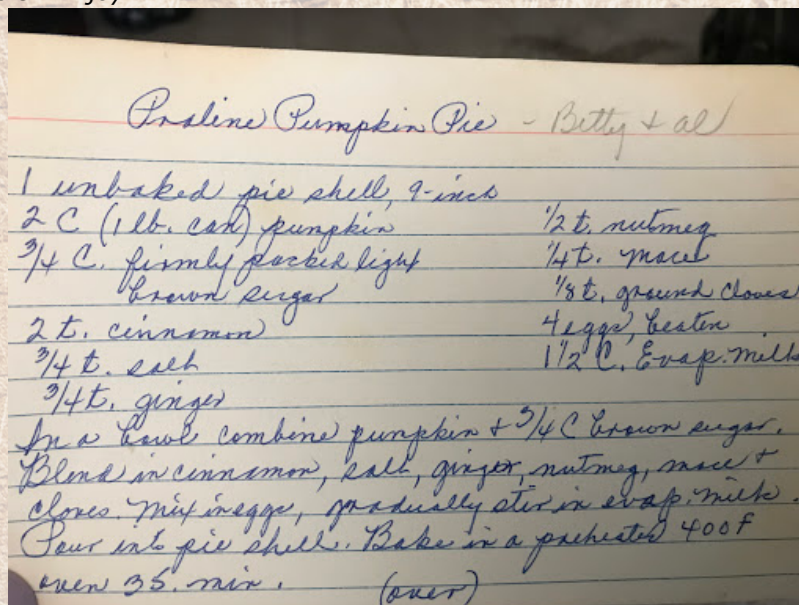 Praline Pumpkin Pie - Betty + al
1 unbaked pie shell, 9-inch
2 C (1 lb. can) pumpkin
3/4 C. firmly packed light
brown sugar
2 t. cinnamon
3/4 t. salt
3/4 t. ginger
1/2 t. nutmeg
1/4 t. mace
1/8 t. ground cloves
4 eggs, beaten
1 1/2 C. Evap. milk
In a bowl combine pumpkin + 3/4 C brown sugar.
Blend in cinnamon, salt, ginger, nutmeg, mace +
cloves. Mix in eggs, gradually stir in evap. milk.
Pour into pie shell. Bake in a preheated 400 F
oven 35. min. (over)